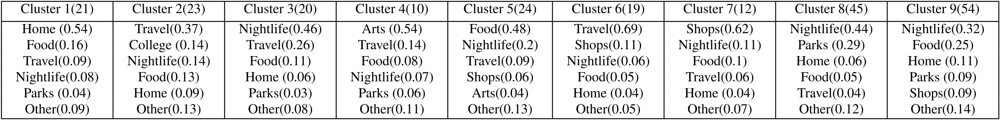 Cluster 1(21) Cluster 2(23) Cluster 3(20) Cluster 4(10) Cluster 5(24) Cluster 6(19) Cluster 7(12) Cluster 8(45) Cluster 9(54)
Home (0.54) Travel(0.37) Nightlife(0.46) Arts (0.54) Food(0.48) Travel(0.69) Shops(0.62) Nightlife(0.44) Nightlife(0.32)
Food(0.16) College (0.14) Travel(0.26) Travel(0.14) Nightlife(0.2) Shops(0.11) Nightlife(0.11) Parks (0.29) Food(0.25)
Travel(0.09) Nightlife(0.14) Food(0.11) Food(0.08) Travel(0.09) Nightlife(0.06) Food(0.1) Home (0.06) Home (0.11)
Nightlife(0.08) Food(0.13) Home (0.06) Nightlife(0.07) Shops(0.06) Food(0.05) Travel(0.06) Food(0.05) Parks (0.09)
Parks (0.04) Home (0.09) Parks(0.03) Parks (0.06) Arts(0.04) Home (0.04) Home (0.04) Travel(0.04) Shops(0.09)
Other(0.09) Other(0.13) Other(0.08) Other(0.11) Other(0.13) Other(0.05) Other(0.07) Other(0.12) Other(0.14)